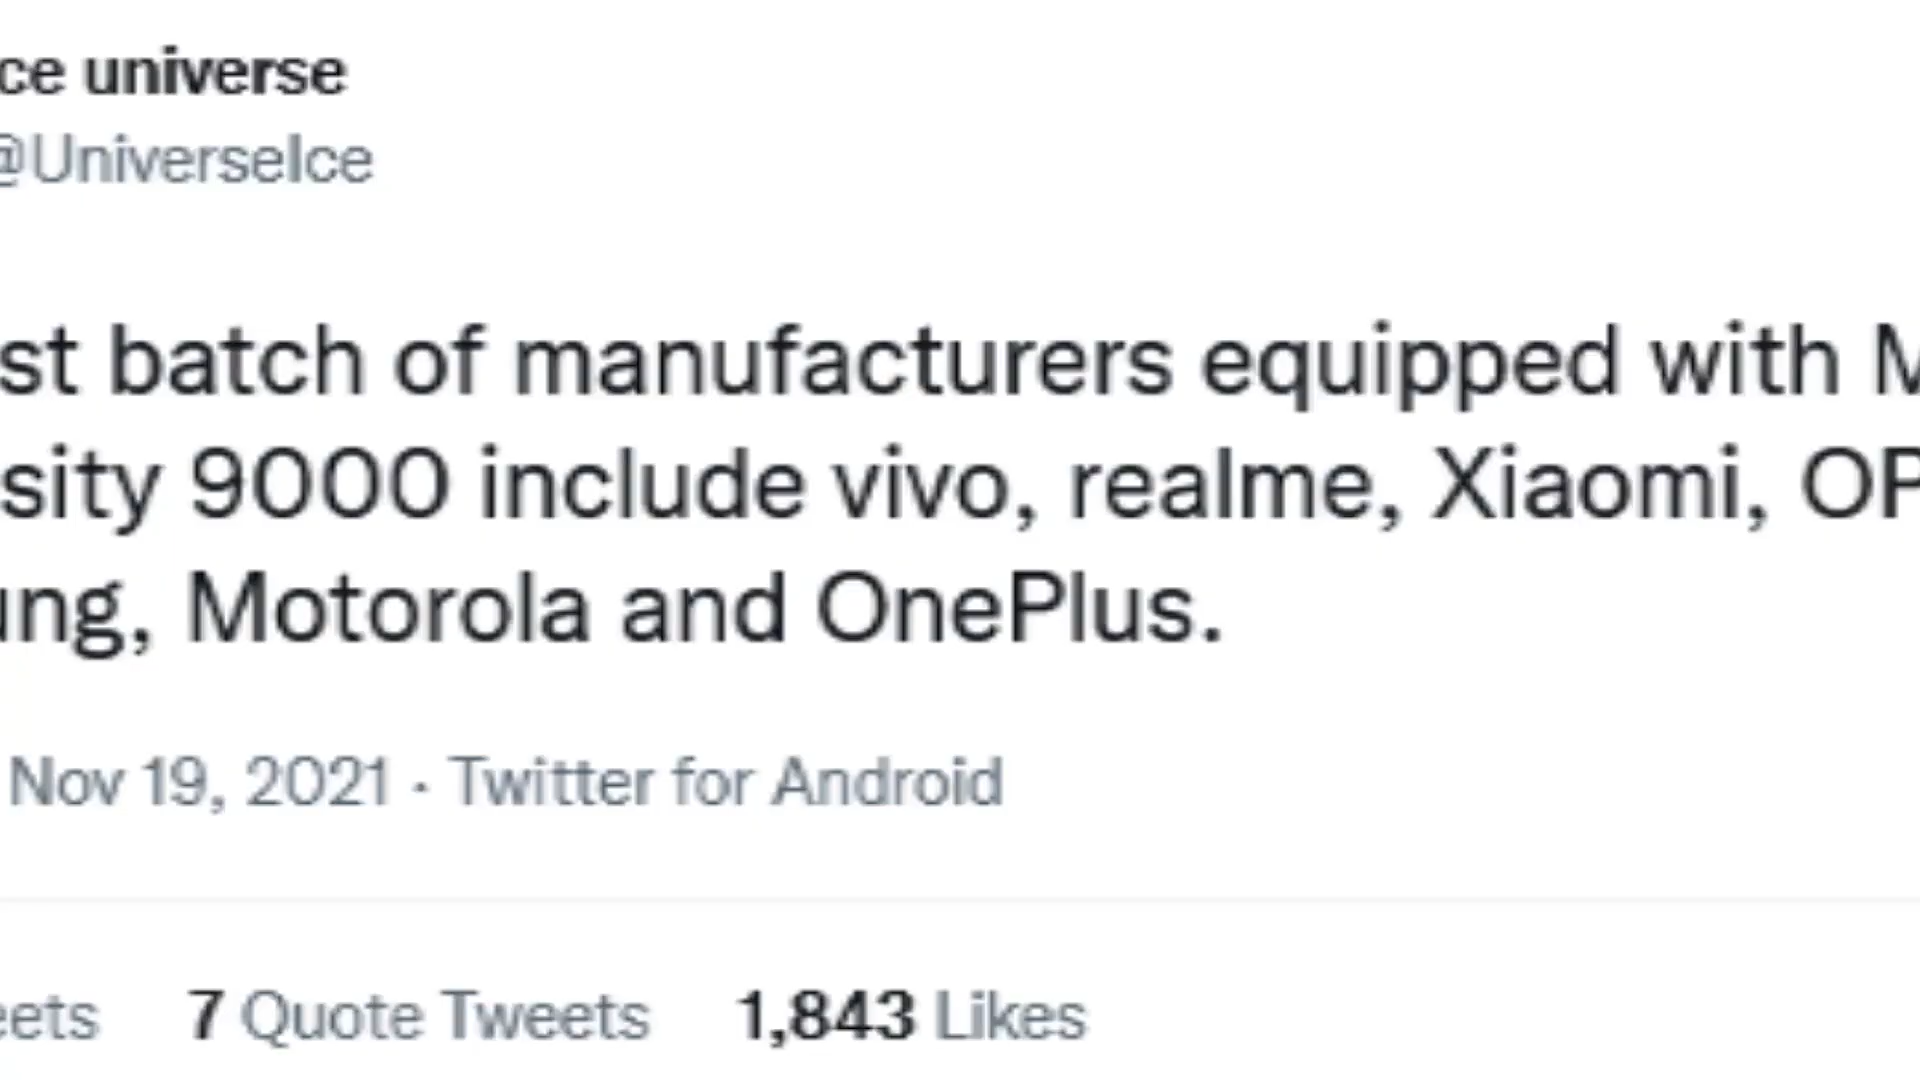 ce universe
@UniverseIce
st batch of manufacturers equipped with M
sity 9000 include vivo, realme, Xiaomi, OP
ung, Motorola and OnePlus.
Nov 19, 2021 · Twitter for Android
eets 7 Quote Tweets 1,843 Likes